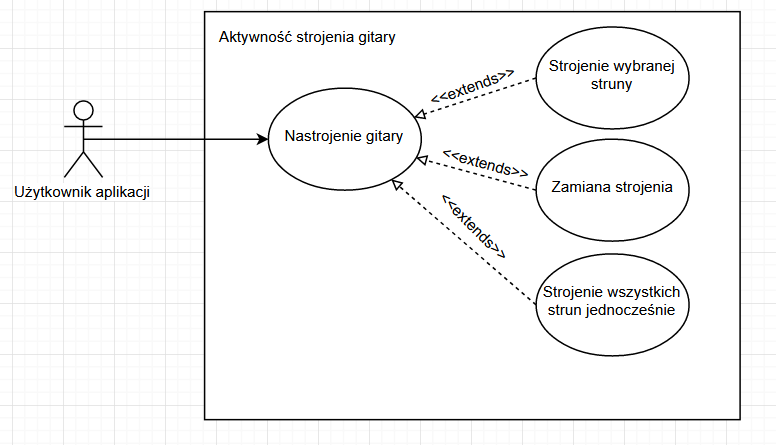 Aktywność strojenia gitary
<<extends>>
Strojenie wybranej
struny
Nastrojenie gitary
<<extends>>
Zamiana strojenia
Użytkownik aplikacji
<<extends>>
Strojenie wszystkich
strun jednocześnie